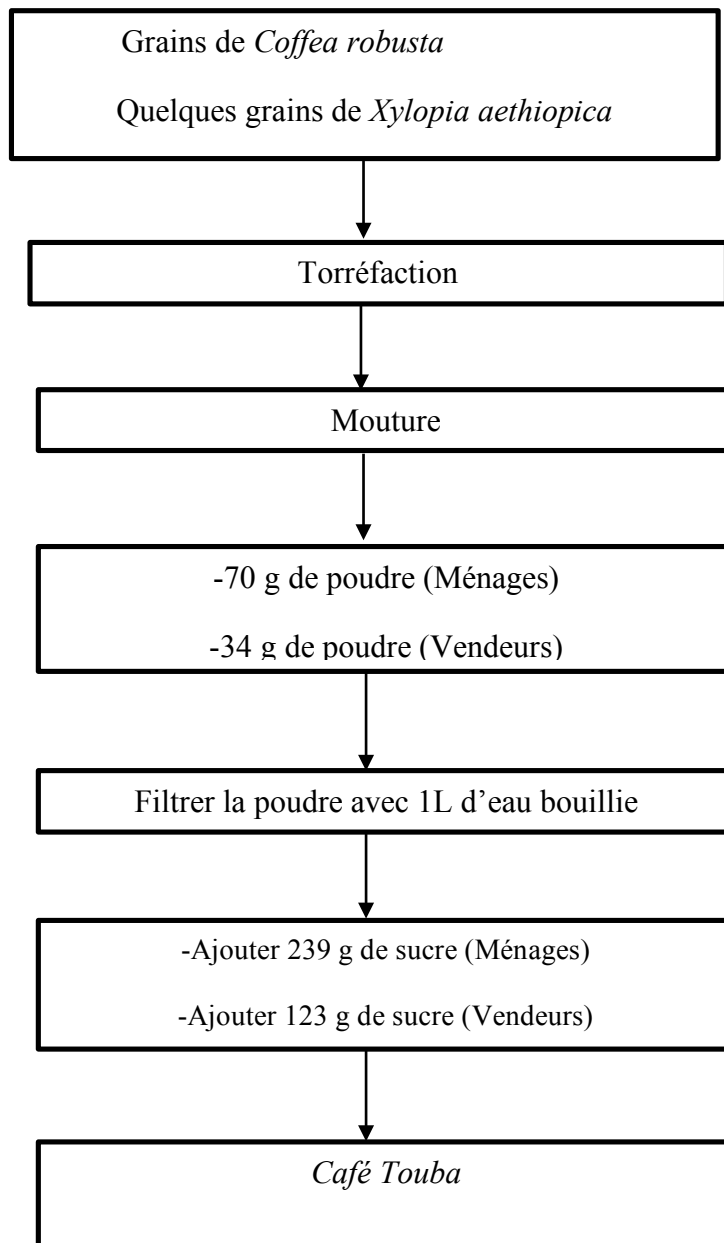 Grains de Coffea robusta
Quelques grains de Xylopia aethiopica
Torréfaction
Mouture
-70 g de poudre (Ménages)
-34 g de poudre (Vendeurs)
Filtrer la poudre avec 1L d’eau bouillie
-Ajouter 239 g de sucre (Ménages)
-Ajouter 123 g de sucre (Vendeurs)
Café Touba